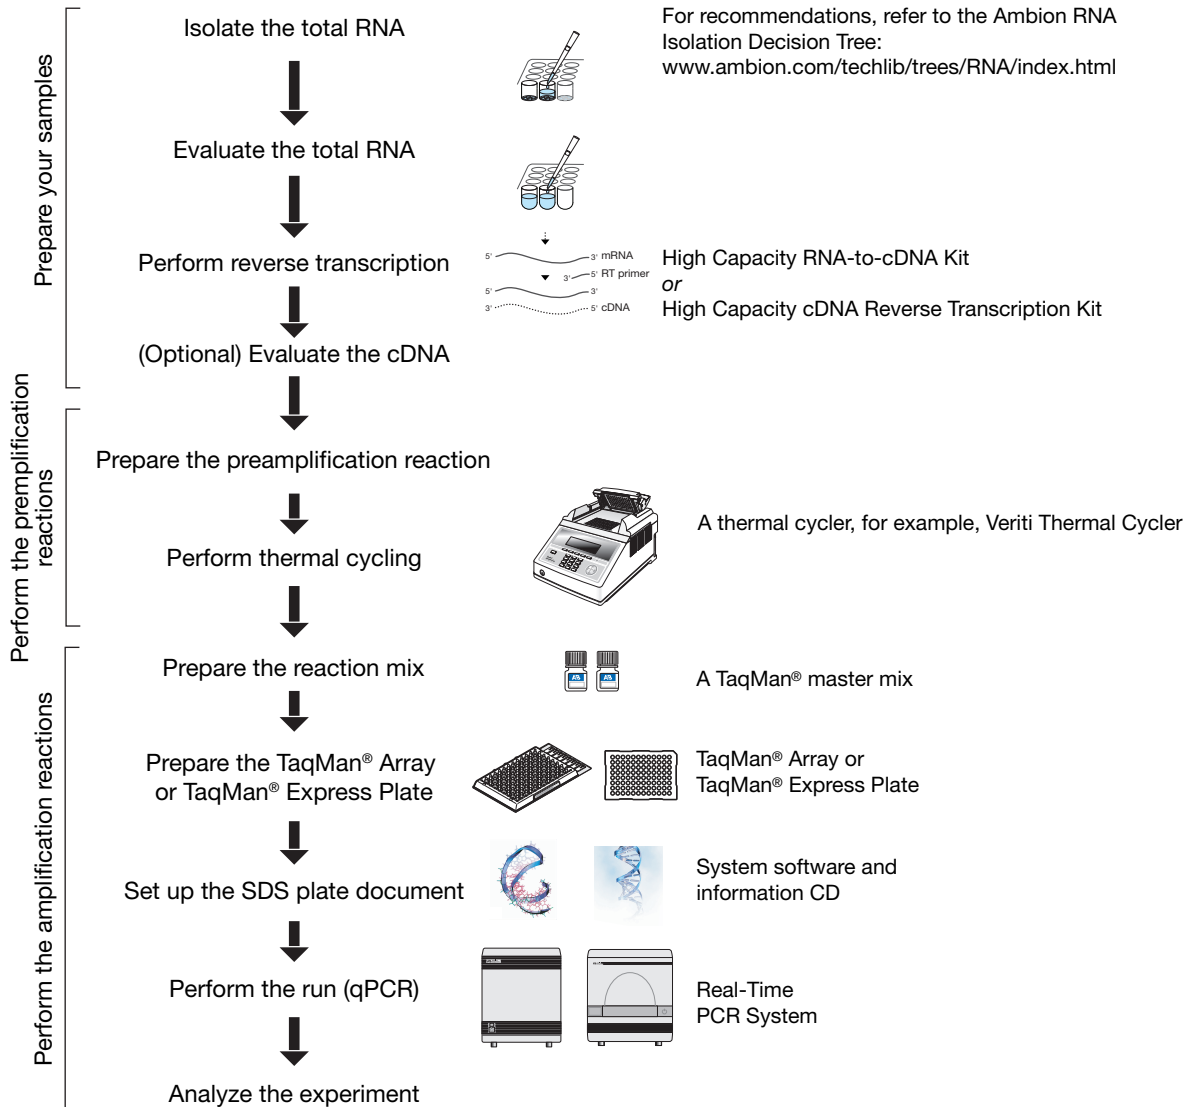 Prepare your samples
Isolate the total RNA
For recommendations, refer to the Ambion RNA
Isolation Decision Tree:
www.ambion.com/techlib/trees/RNA/index.html
Evaluate the total RNA
Perform reverse transcription
5' 3' mRNA
3' 5' RT primer
5' 3'
3' 5' cDNA
High Capacity RNA-to-cDNA Kit
or
High Capacity cDNA Reverse Transcription Kit
(Optional) Evaluate the cDNA
Perform the premplification
reactions
Prepare the preamplification reaction
Perform thermal cycling
A thermal cycler, for example, Veriti Thermal Cycler
Perform the amplification reactions
Prepare the reaction mix
AB AB
A TaqMan® master mix
Prepare the TaqMan® Array
or TaqMan® Express Plate
TaqMan® Array or
TaqMan® Express Plate
Set up the SDS plate document
System software and
information CD
Perform the run (qPCR)
Real-Time
PCR System
Analyze the experiment